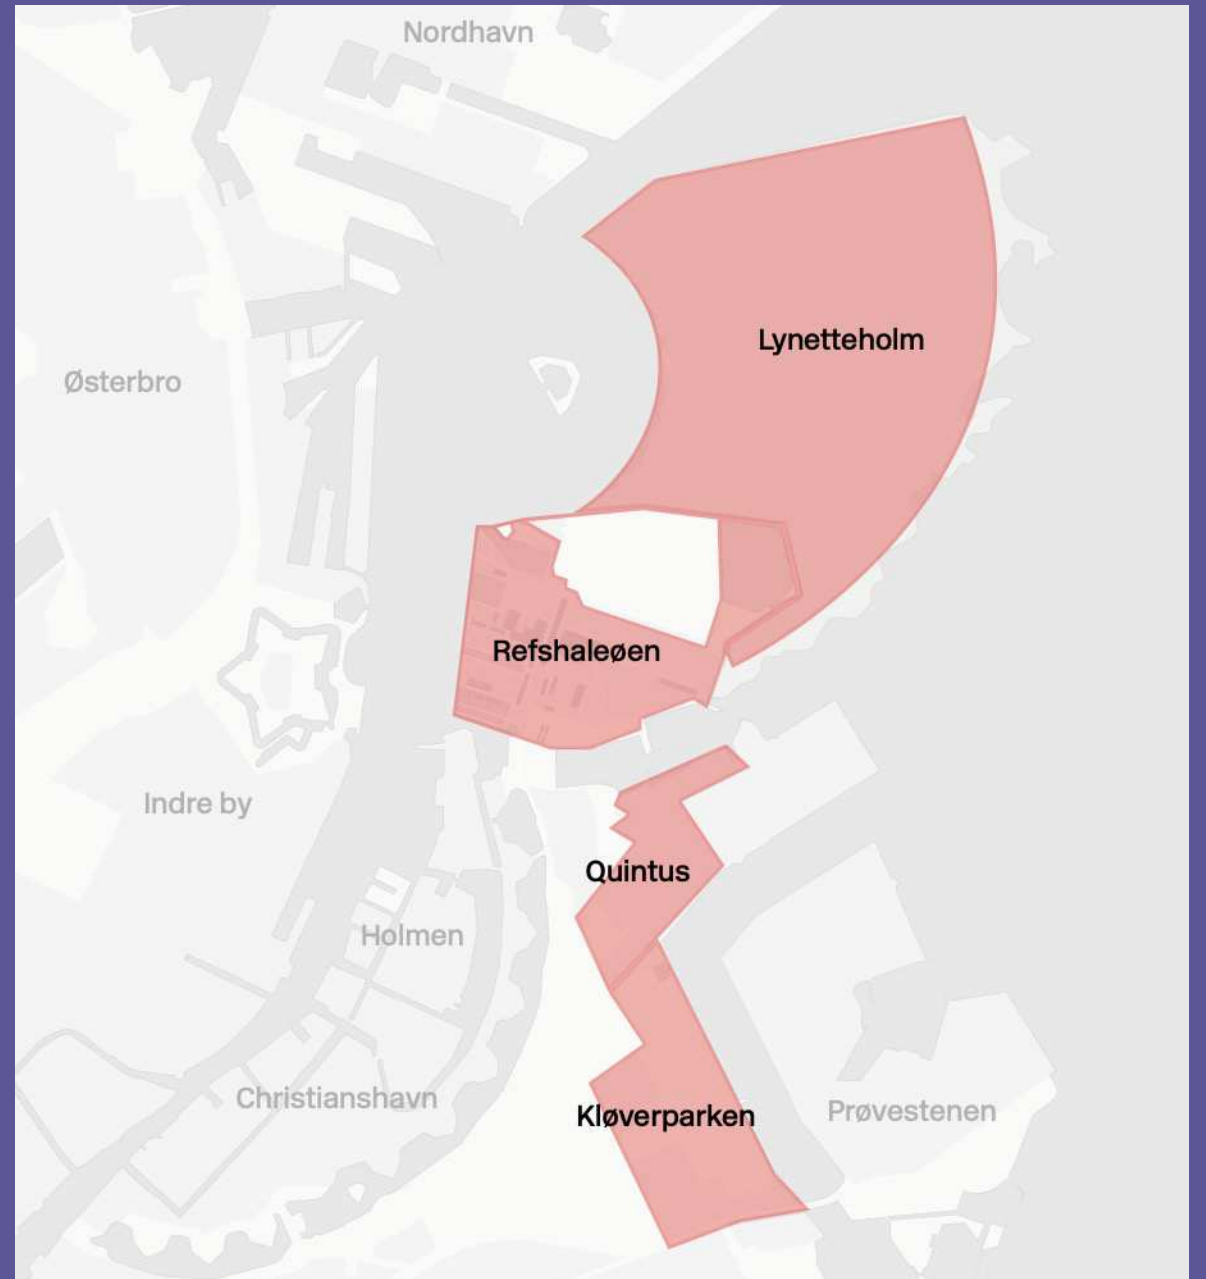 Nordhavn
Lynetteholm
Østerbro
Refshaleøen
Indre by
Quintus
Holmen
Christianshavn
Kløverparken
Prøvestenen